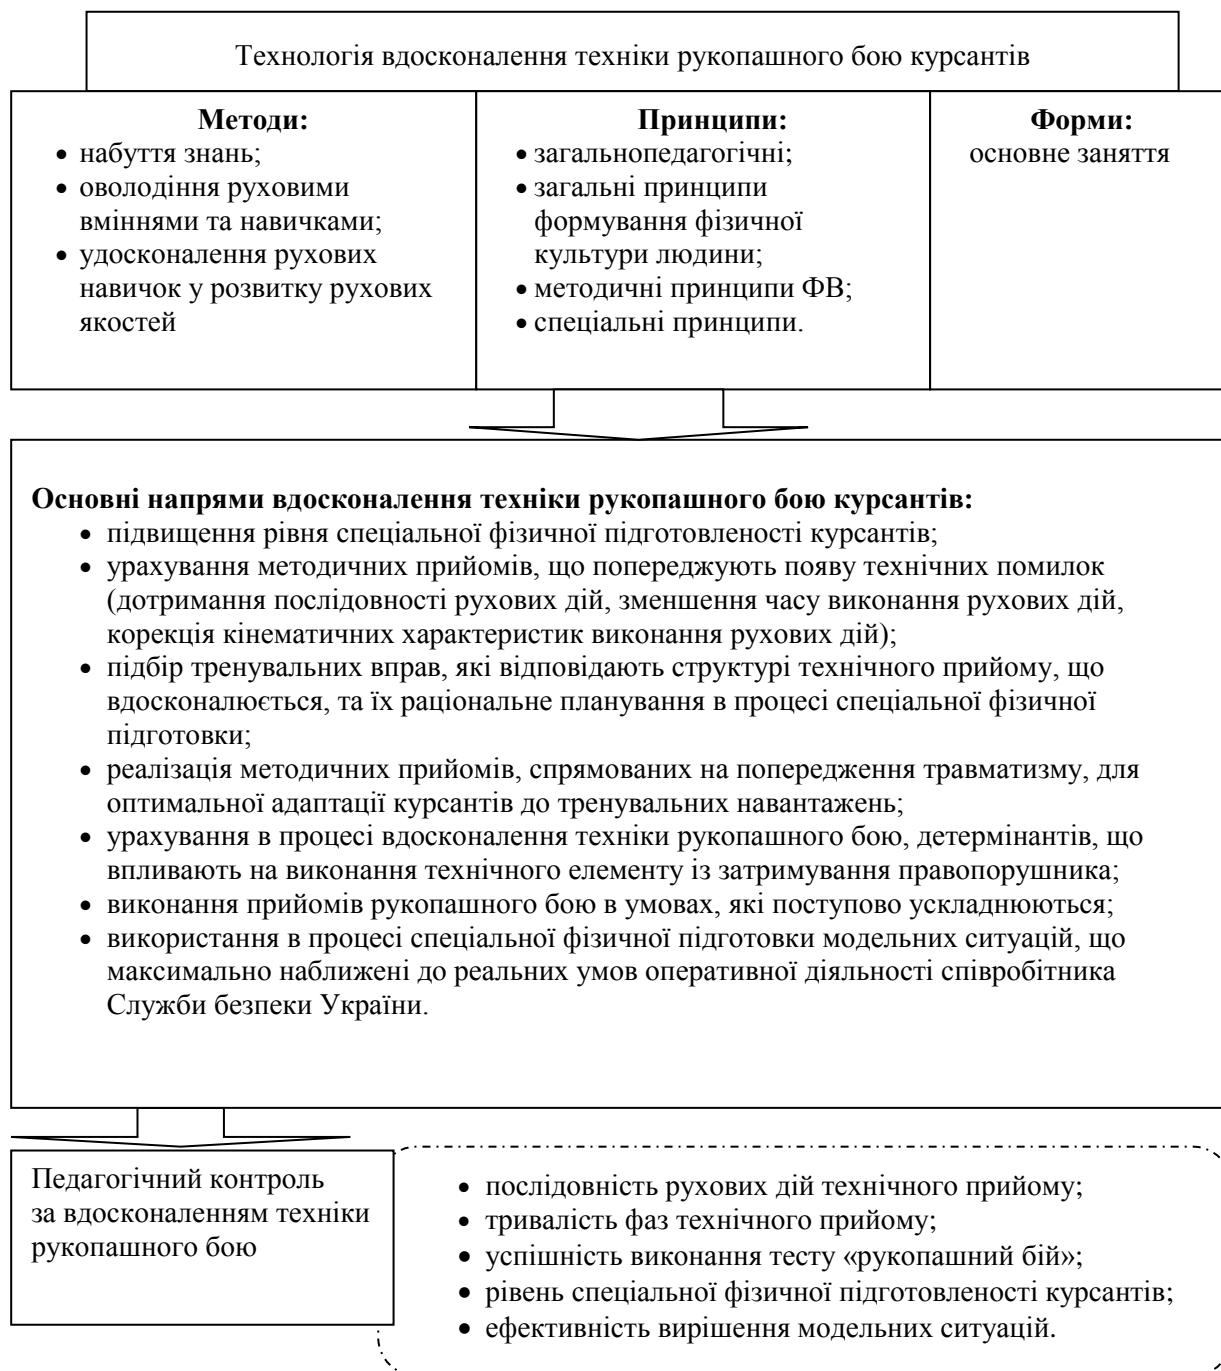 Технологія вдосконалення техніки рукопашного бою курсантів
Методи:
• набуття знань;
• оволодіння руховими
вміннями та навичками;
• удосконалення рухових
навичок у розвитку рухових
якостей
Принципи:
• загальнопедагогічні;
• загальні принципи
формування фізичної
культури людини;
• методичні принципи ФВ;
• спеціальні принципи.
Форми:
основне заняття
Основні напрями вдосконалення техніки рукопашного бою курсантів:
• підвищення рівня спеціальної фізичної підготовленості курсантів;
• урахування методичних прийомів, що попереджують появу технічних помилок
(дотримання послідовності рухових дій, зменшення часу виконання рухових дій,
корекція кінематичних характеристик виконання рухових дій);
• підбір тренувальних вправ, які відповідають структурі технічного прийому, що
вдосконалюється, та їх раціональне планування в процесі спеціальної фізичної
підготовки;
• реалізація методичних прийомів, спрямованих на попередження травматизму, для
оптимальної адаптації курсантів до тренувальних навантажень;
• урахування в процесі вдосконалення техніки рукопашного бою, детермінантів, що
впливають на виконання технічного елементу із затримування правопорушника;
• виконання прийомів рукопашного бою в умовах, які поступово ускладнюються;
• використання в процесі спеціальної фізичної підготовки модельних ситуацій, що
максимально наближені до реальних умов оперативної діяльності співробітника
Служби безпеки України.
Педагогічний контроль
за вдосконаленням техніки
рукопашного бою
• послідовність рухових дій технічного прийому;
• тривалість фаз технічного прийому;
• успішність виконання тесту «рукопашний бій»;
• рівень спеціальної фізичної підготовленості курсантів;
• ефективність вирішення модельних ситуацій.